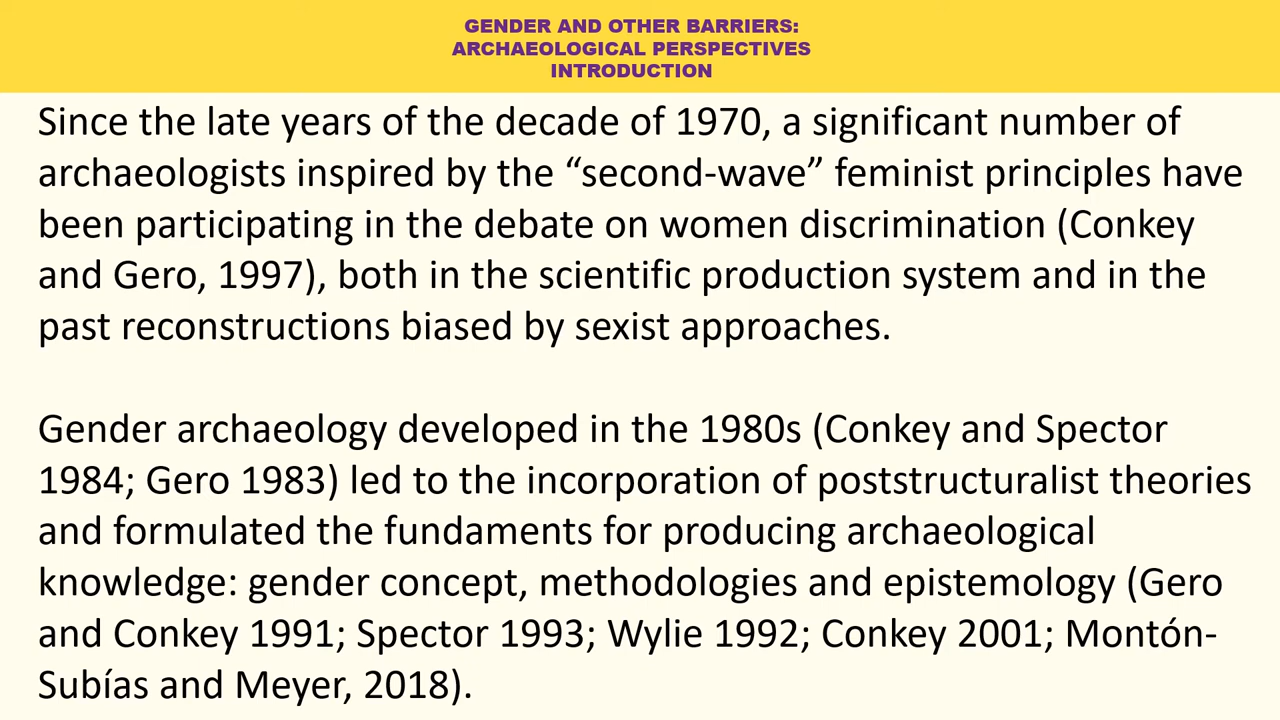 GENDER AND OTHER BARRIERS:
ARCHAEOLOGICAL PERSPECTIVES
INTRODUCTION
Since the late years of the decade of 1970, a significant number of
archaeologists inspired by the “second-wave” feminist principles have
been participating in the debate on women discrimination (Conkey
and Gero, 1997), both in the scientific production system and in the
past reconstructions biased by sexist approaches.
Gender archaeology developed in the 1980s (Conkey and Spector
1984; Gero 1983) led to the incorporation of poststructuralist theories
and formulated the fundaments for producing archaeological
knowledge: gender concept, methodologies and epistemology (Gero
and Conkey 1991; Spector 1993; Wylie 1992; Conkey 2001; Montón-
Subías and Meyer, 2018).